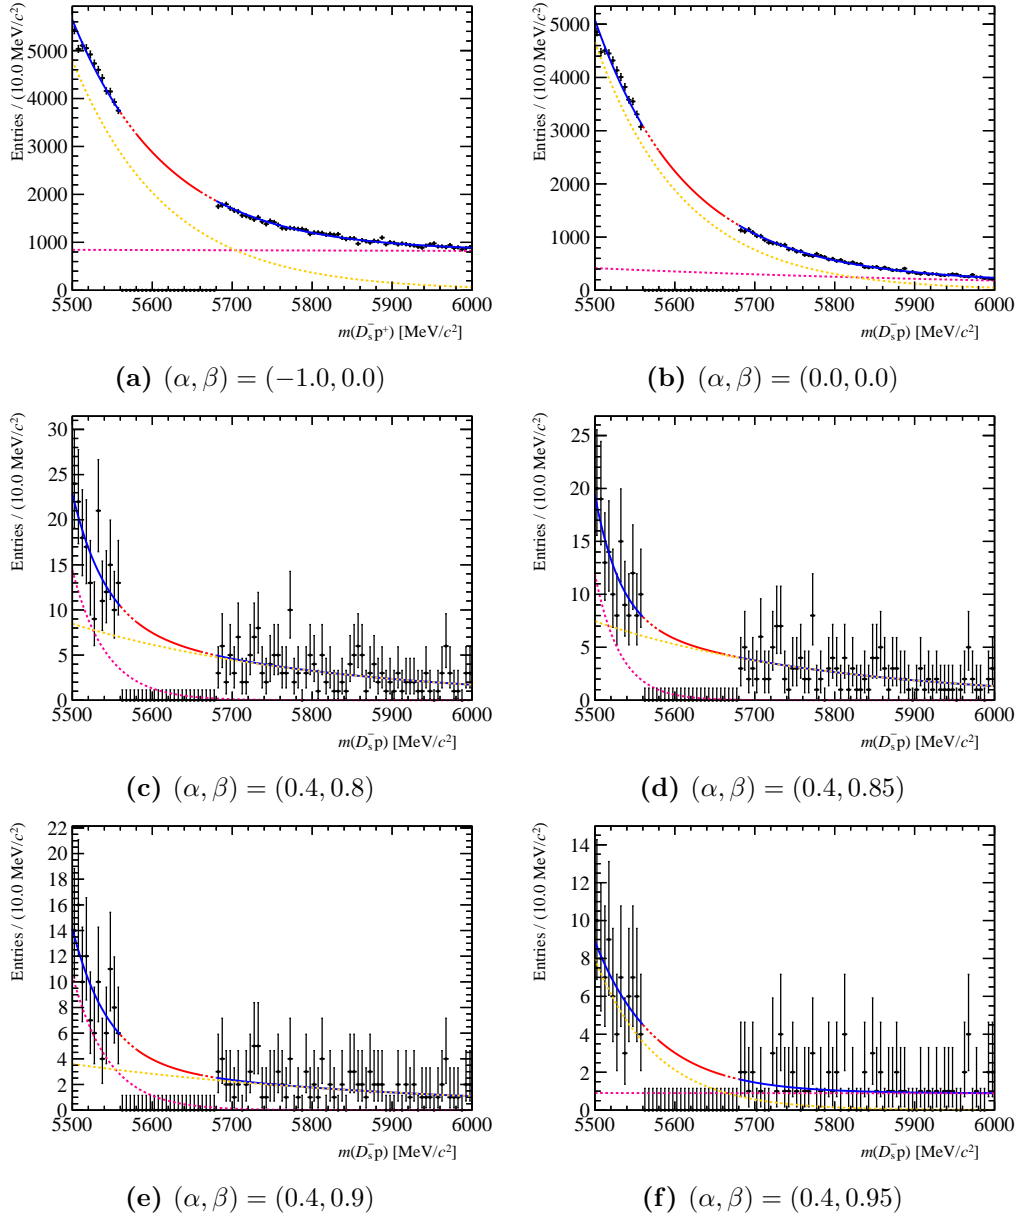 Entries / (10.0 MeV/c²)
5000
4000
3000
2000
1000
0
5500 5600 5700 5800 5900 6000
m(D_s^- p^+) [MeV/c²]
(a) (α, β) = (−1.0, 0.0)
Entries / (10.0 MeV/c²)
5000
4000
3000
2000
1000
0
5500 5600 5700 5800 5900 6000
m(D_s^- p) [MeV/c²]
(b) (α, β) = (0.0, 0.0)
Entries / (10.0 MeV/c²)
30
25
20
15
10
5
0
5500 5600 5700 5800 5900 6000
m(D_s^- p) [MeV/c²]
(c) (α, β) = (0.4, 0.8)
Entries / (10.0 MeV/c²)
25
20
15
10
5
0
5500 5600 5700 5800 5900 6000
m(D_s^- p) [MeV/c²]
(d) (α, β) = (0.4, 0.85)
Entries / (10.0 MeV/c²)
22
20
18
16
14
12
10
8
6
4
2
0
5500 5600 5700 5800 5900 6000
m(D_s^- p) [MeV/c²]
(e) (α, β) = (0.4, 0.9)
Entries / (10.0 MeV/c²)
14
12
10
8
6
4
2
0
5500 5600 5700 5800 5900 6000
m(D_s^- p) [MeV/c²]
(f) (α, β) = (0.4, 0.95)